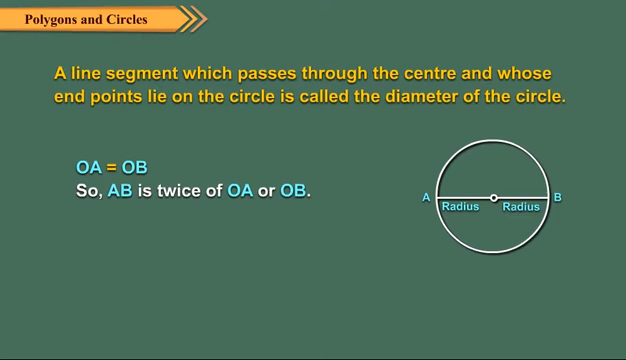 Polygons and Circles
A line segment which passes through the centre and whose
end points lie on the circle is called the diameter of the circle.
OA = OB
So, AB is twice of OA or OB.
A
B
Radius
Radius